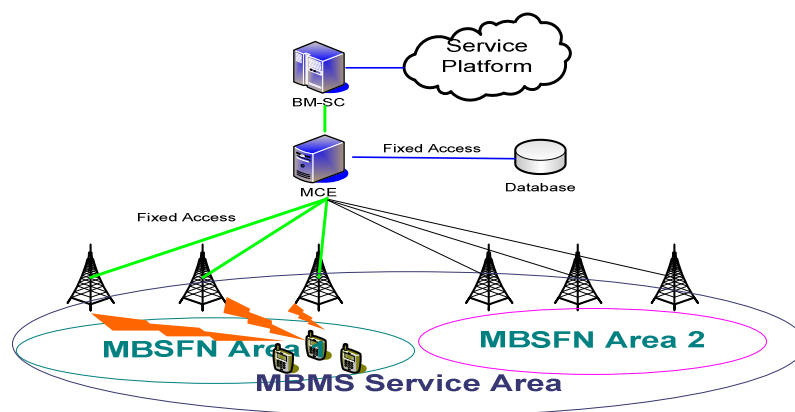 Service
Platform
BM-SC
Fixed Access
MCE
Database
Fixed Access
MBSFN Area
MBSFN Area 2
MBMS Service Area